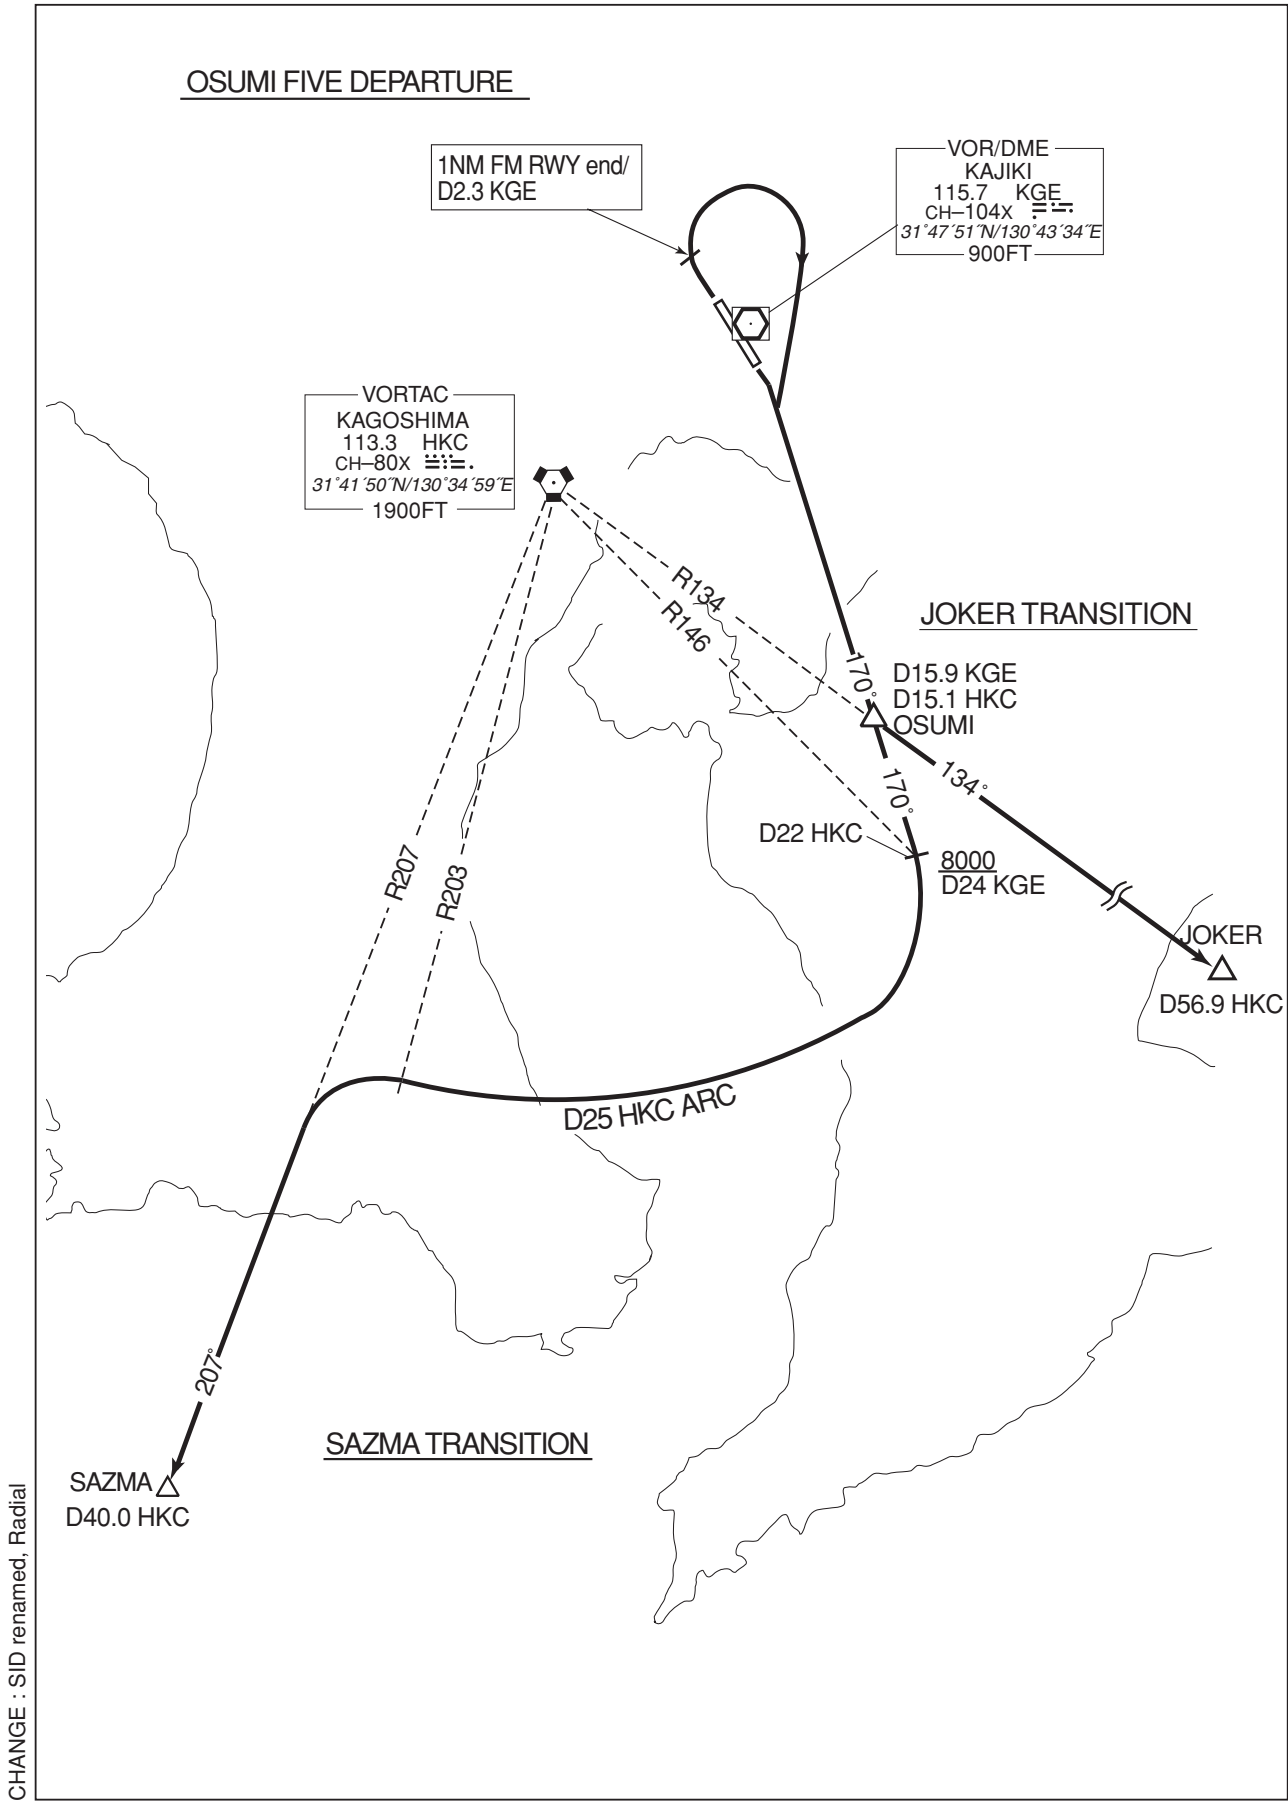 OSUMI FIVE DEPARTURE
1NM FM RWY end/
D2.3 KGE
VOR/DME
KAJIKI
115.7 KGE
CH–104X
31°47´51˝N/130°43´34˝E
900FT
VORTAC
KAGOSHIMA
113.3 HKC
CH–80X
31°41´50˝N/130°34´59˝E
1900FT
R134
R146
JOKER TRANSITION
170°
D15.9 KGE
D15.1 HKC
OSUMI
170°
134°
D22 HKC
8000
D24 KGE
R207
R203
JOKER
D56.9 HKC
D25 HKC ARC
207°
SAZMA TRANSITION
SAZMA
D40.0 HKC
CHANGE : SID renamed, Radial